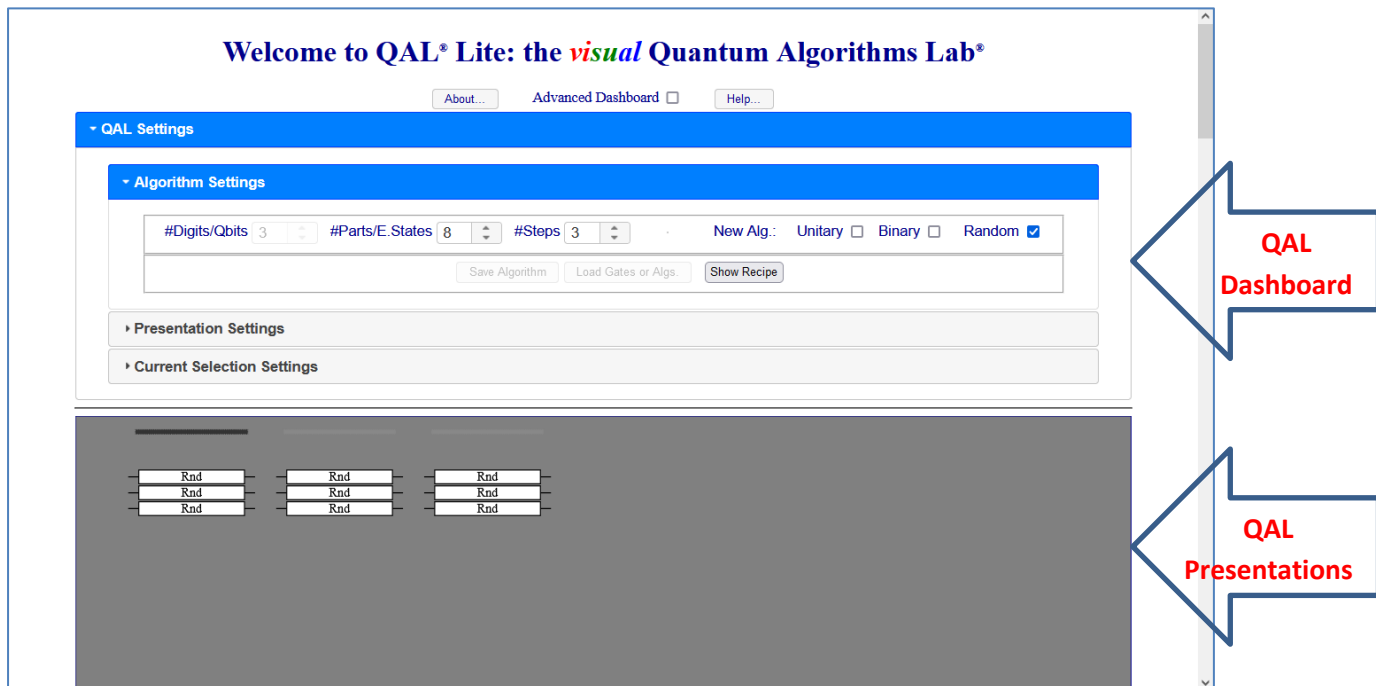 Welcome to QAL® Lite: the visual Quantum Algorithms Lab®
About... Advanced Dashboard Help...
QAL Settings
Algorithm Settings
#Digits/Qbits 3 #Parts/E.States 8 #Steps 3 New Alg.: Unitary Binary Random
Save Algorithm Load Gates or Algs. Show Recipe
Presentation Settings
Current Selection Settings
QAL
Dashboard
Rnd Rnd Rnd
Rnd Rnd Rnd
Rnd Rnd Rnd
QAL
Presentations